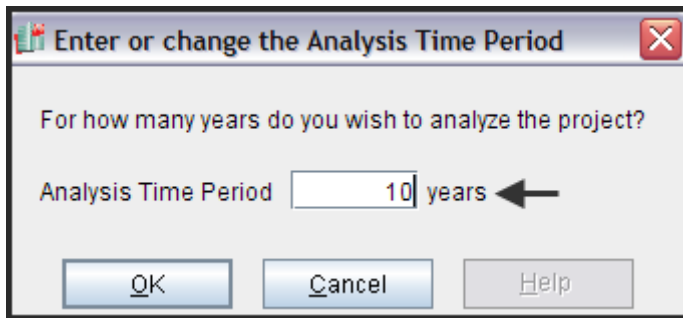 Enter or change the Analysis Time Period
For how many years do you wish to analyze the project?
Analysis Time Period 10 years
OK Cancel Help